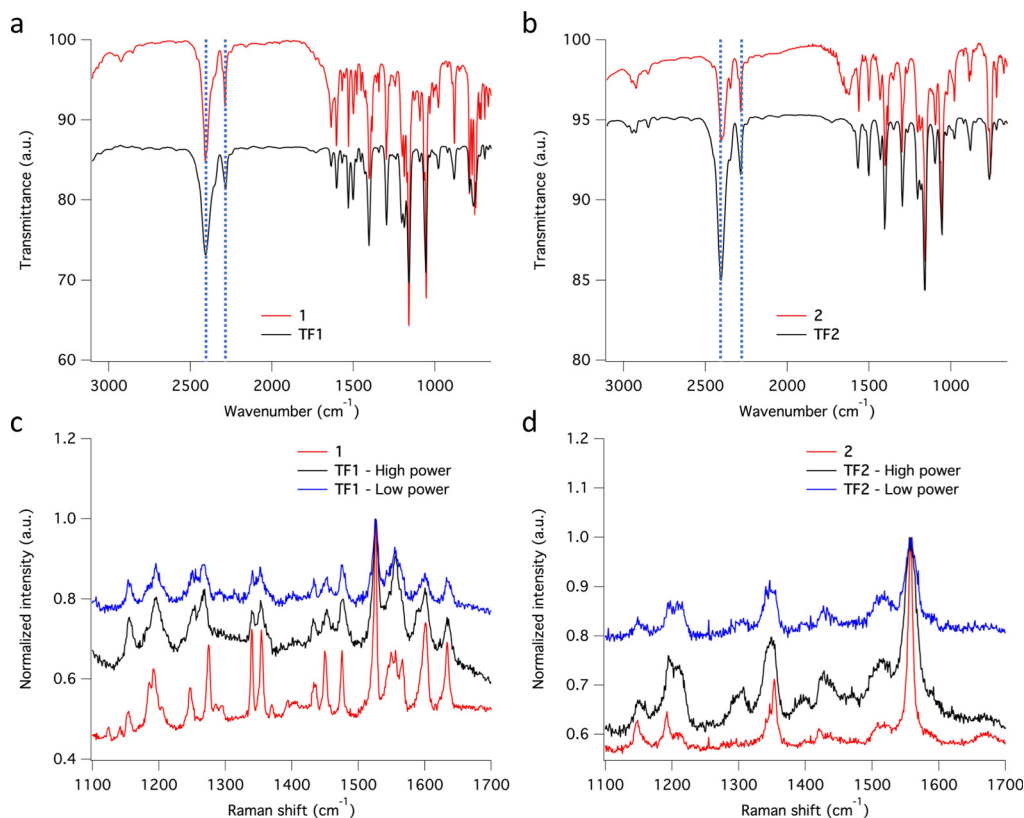 a
100
90
80
70
60
Transmittance (a.u.)
1
TF1
3000
2500
2000
1500
1000
Wavenumber (cm⁻¹)
b
100
95
90
85
80
Transmittance (a.u.)
2
TF2
3000
2500
2000
1500
1000
Wavenumber (cm⁻¹)
c
1.2
1.0
0.8
0.6
0.4
Normalized intensity (a.u.)
1
TF1 - High power
TF1 - Low power
1100
1200
1300
1400
1500
1600
1700
Raman shift (cm⁻¹)
d
1.2
1.1
1.0
0.9
0.8
0.7
0.6
Normalized intensity (a.u.)
2
TF2 - High power
TF2 - Low power
1100
1200
1300
1400
1500
1600
1700
Raman shift (cm⁻¹)